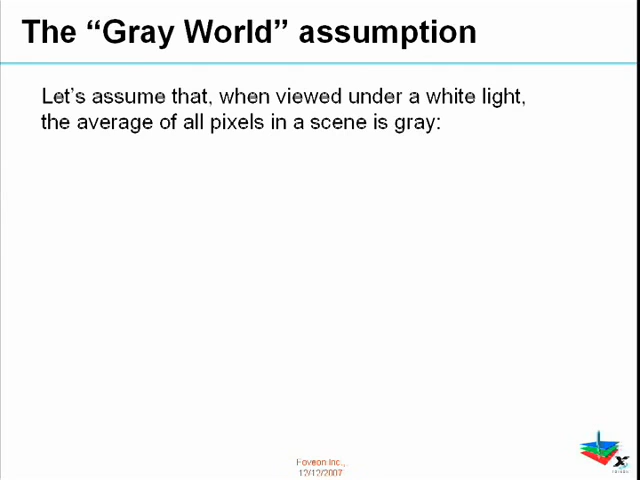 The “Gray World” assumption
Let’s assume that, when viewed under a white light,
the average of all pixels in a scene is gray:
Foveon Inc.,
12/12/2007